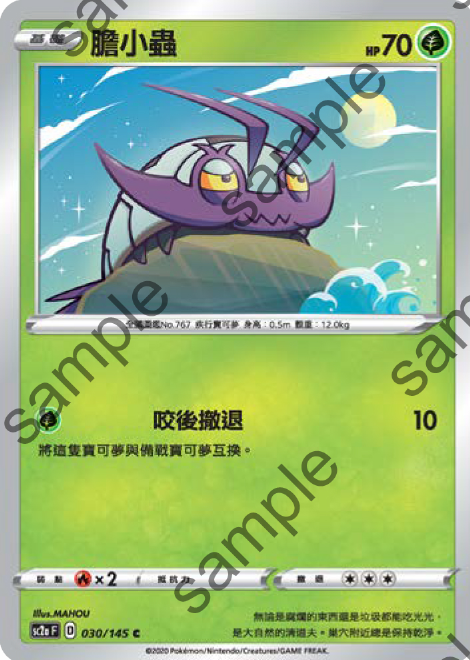 基礎
膽小蟲
HP70
全國圖鑑No.767 疾行寶可夢 身高：0.5m 體重：12.0kg
咬後撤退 10
將這隻寶可夢與備戰寶可夢互換。
弱點 ×2 抵抗力 撤退
Illus.MAHOU
sc2a F D 030/145 C
無論是腐爛的東西還是垃圾都能吃光光，
是大自然的清道夫。巢穴附近總是保持乾淨。
©2020 Pokémon/Nintendo/Creatures/GAME FREAK.
sample
sample
sample
sample
sample
sample